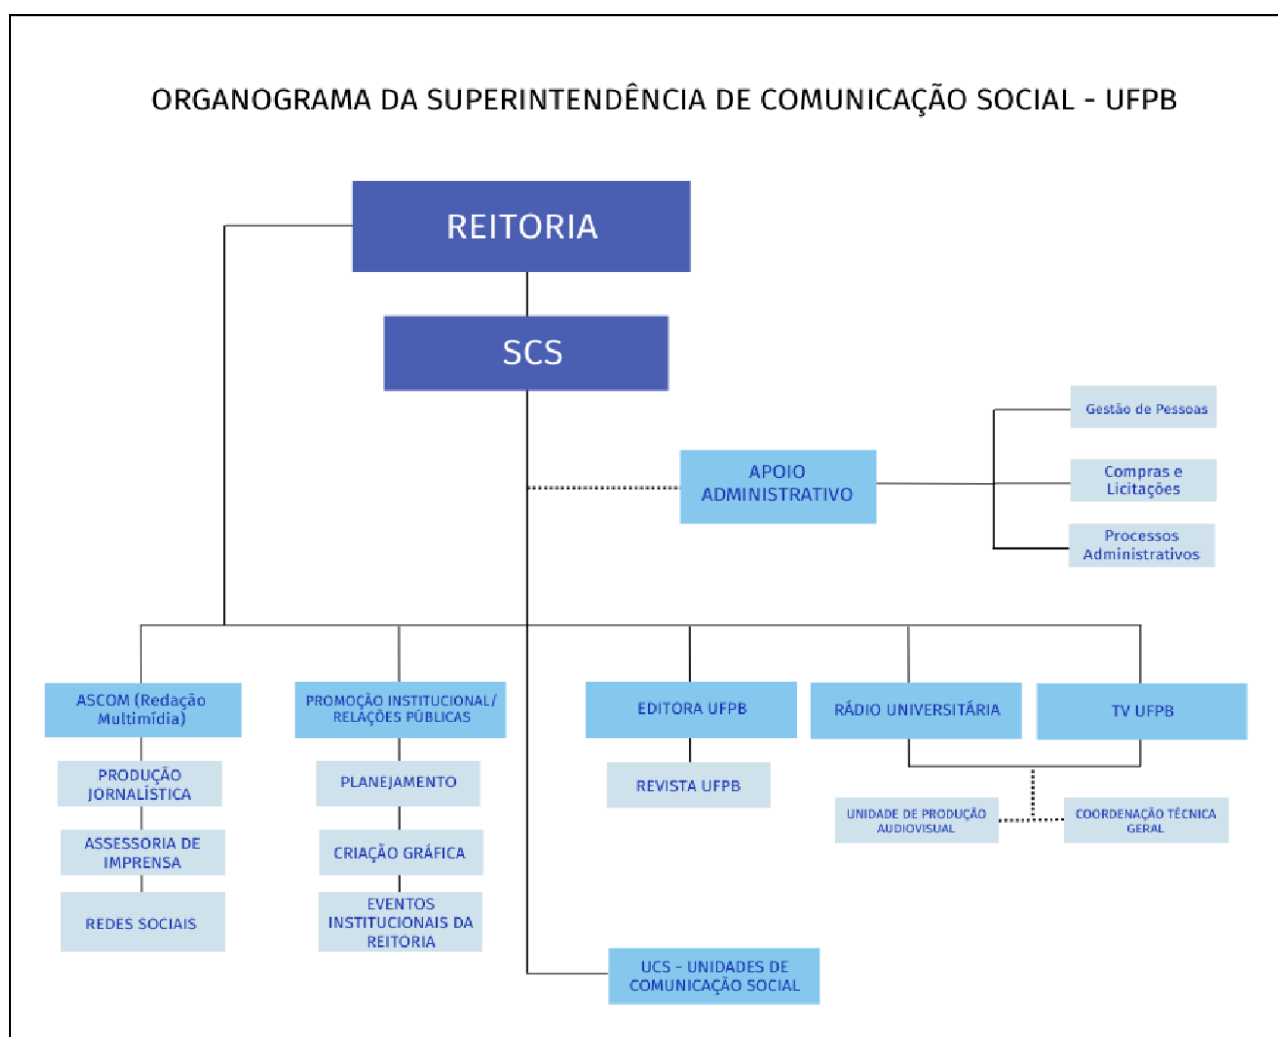 ORGANOGRAMA DA SUPERINTENDÊNCIA DE COMUNICAÇÃO SOCIAL - UFPB
REITORIA
SCS
APOIO
ADMINISTRATIVO
Gestão de Pessoas
Compras e
Licitações
Processos
Administrativos
ASCOM (Redação
Multimídia)
PRODUÇÃO
JORNALÍSTICA
ASSESSORIA DE
IMPRENSA
REDES SOCIAIS
PROMOÇÃO INSTITUCIONAL/
RELAÇÕES PÚBLICAS
PLANEJAMENTO
CRIAÇÃO GRÁFICA
EVENTOS
INSTITUCIONAIS DA
REITORIA
EDITORA UFPB
REVISTA UFPB
RÁDIO UNIVERSITÁRIA
TV UFPB
UNIDADE DE PRODUÇÃO
AUDIOVISUAL
COORDENAÇÃO TÉCNICA
GERAL
UCS - UNIDADES DE
COMUNICAÇÃO SOCIAL